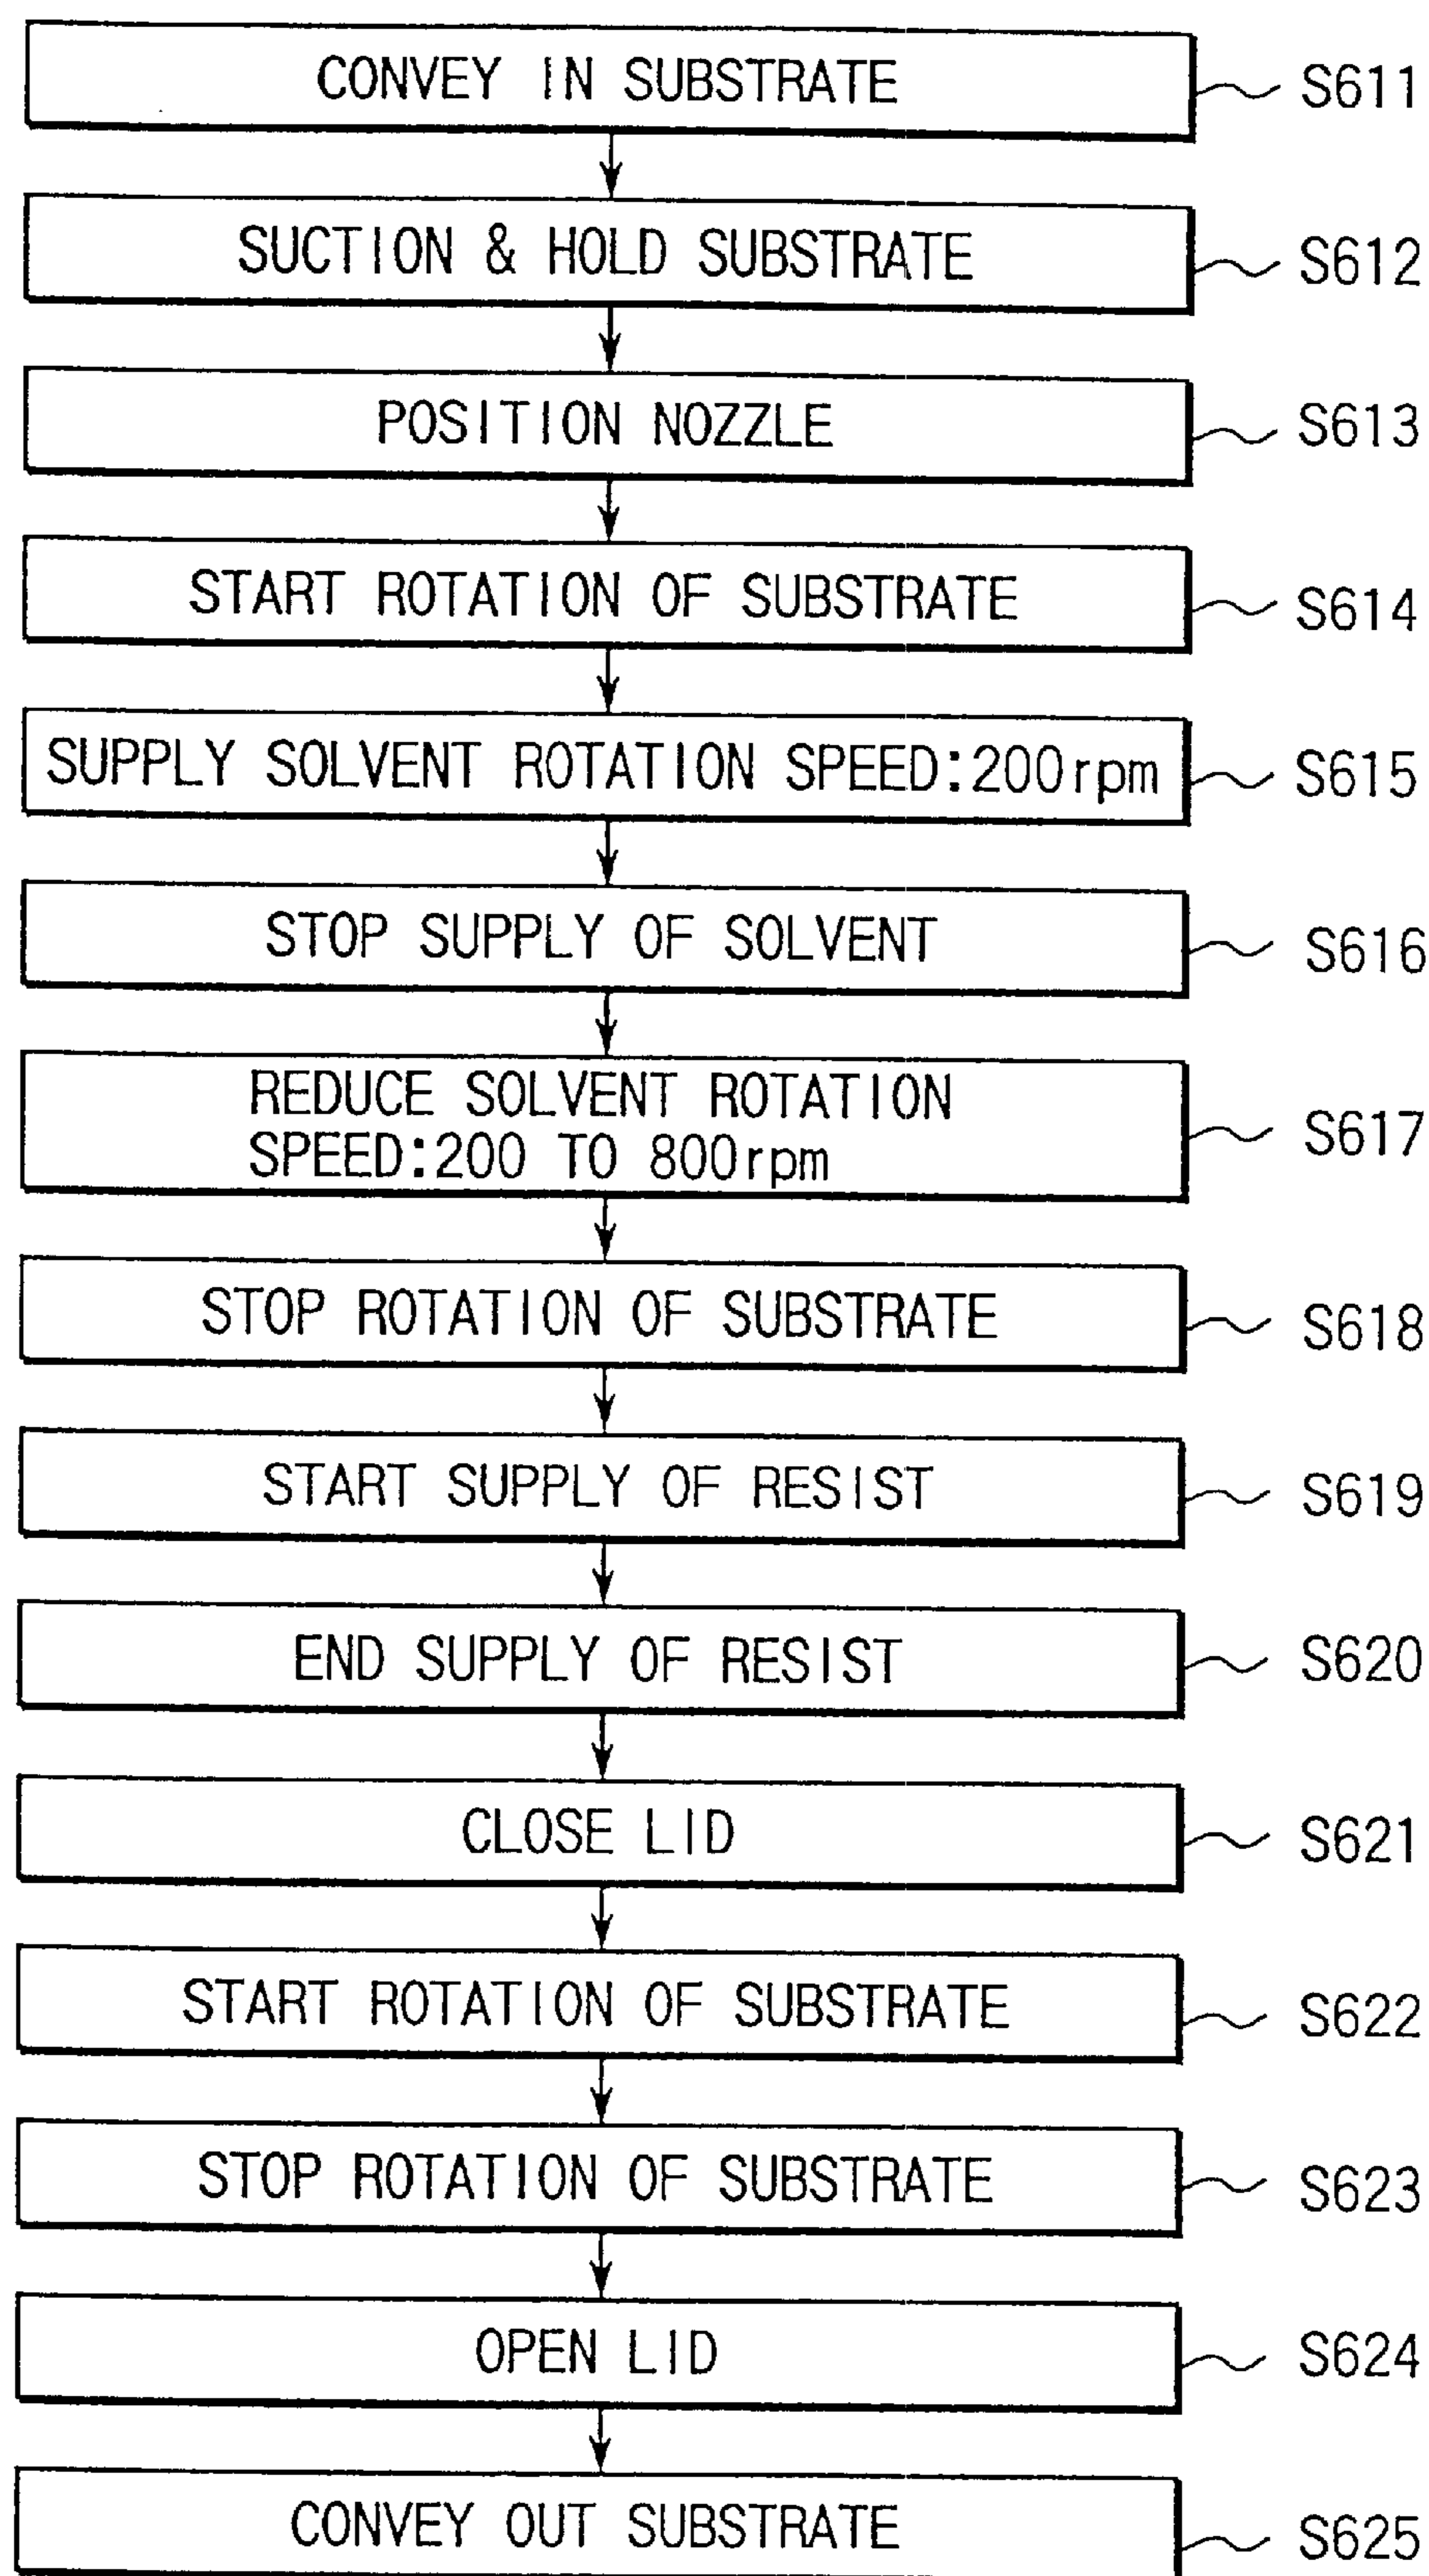 CONVEY IN SUBSTRATE S611
SUCTION & HOLD SUBSTRATE S612
POSITION NOZZLE S613
START ROTATION OF SUBSTRATE S614
SUPPLY SOLVENT ROTATION SPEED:200rpm S615
STOP SUPPLY OF SOLVENT S616
REDUCE SOLVENT ROTATION
SPEED:200 TO 800rpm S617
STOP ROTATION OF SUBSTRATE S618
START SUPPLY OF RESIST S619
END SUPPLY OF RESIST S620
CLOSE LID S621
START ROTATION OF SUBSTRATE S622
STOP ROTATION OF SUBSTRATE S623
OPEN LID S624
CONVEY OUT SUBSTRATE S625